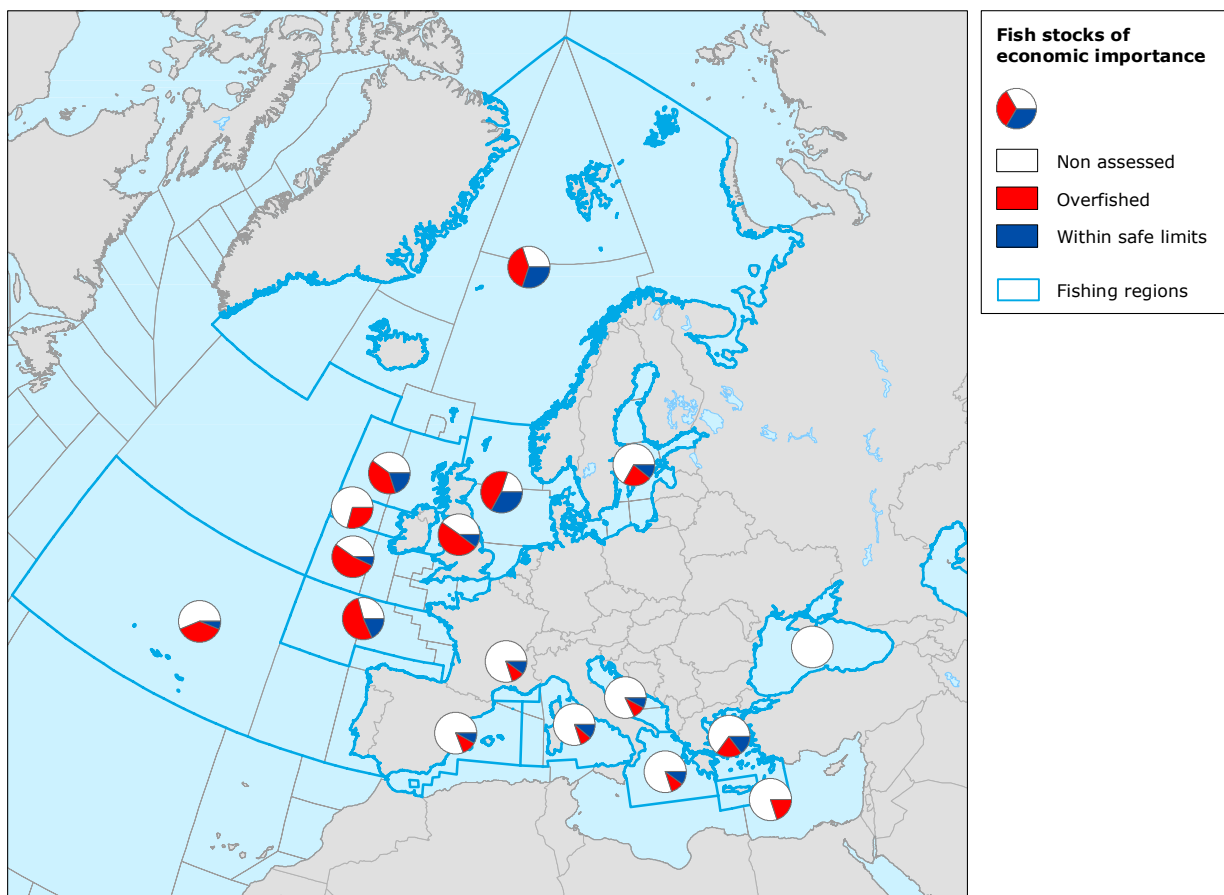 Fish stocks of
economic importance
Non assessed
Overfished
Within safe limits
Fishing regions